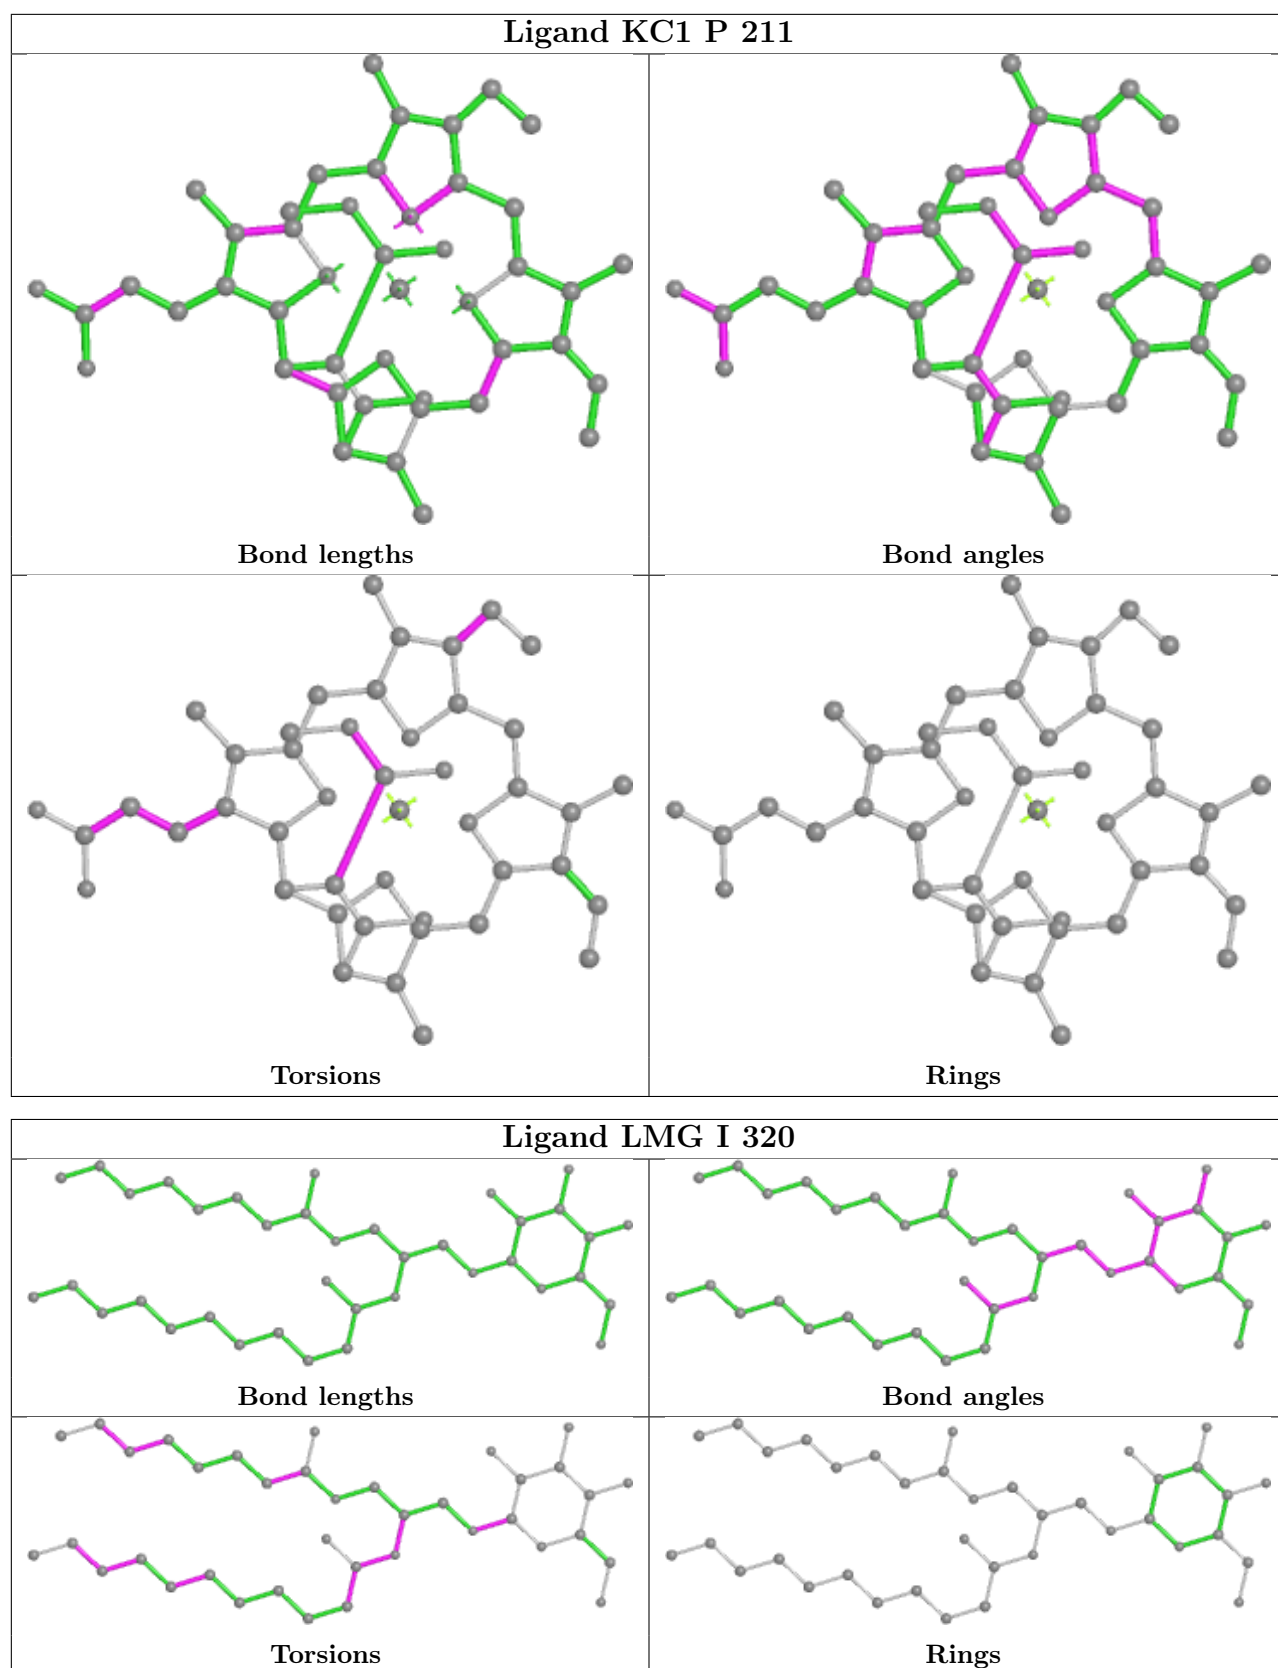 Ligand KC1 P 211
Bond lengths
Bond angles
Torsions
Rings
Ligand LMG I 320
Bond lengths
Bond angles
Torsions
Rings